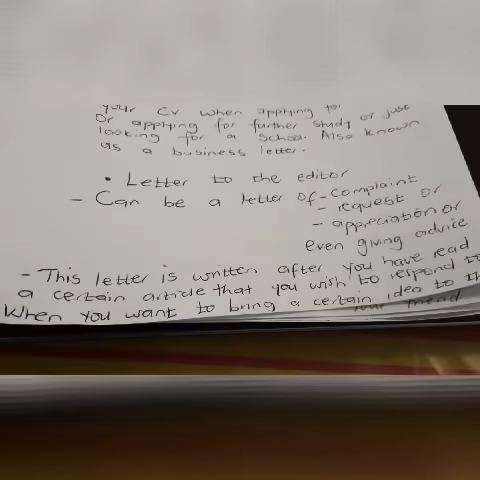 your CV when applying for
Or applying for further study or just
looking for a School. Also known
as a business letter.
• Letter to the editor
- Can be a letter of - Complaint
- request or
- appreciation or
even giving advice.
- This letter is written after you have read
a certain article that you wish to respond to
When you want to bring a certain idea to
your friend